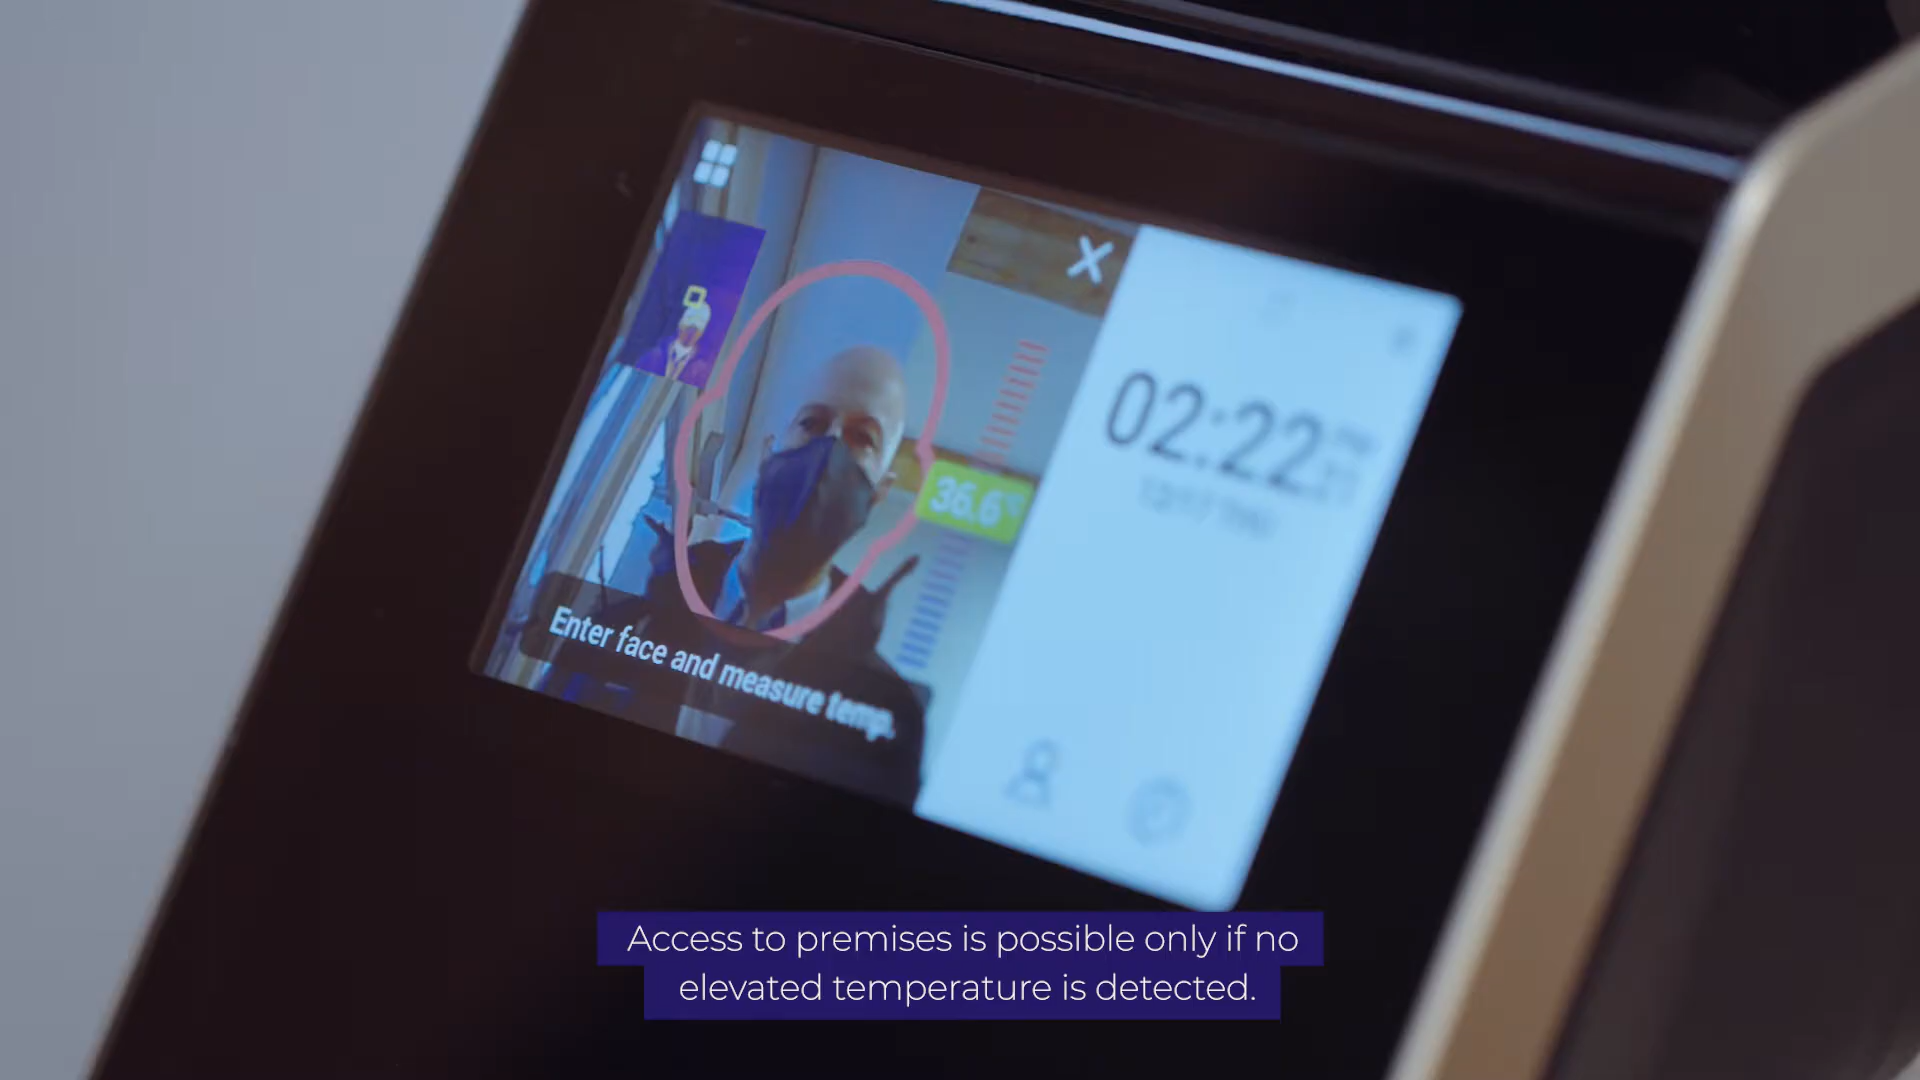 02:22
36.6°
Enter face and measure temp.
Access to premises is possible only if no
elevated temperature is detected.